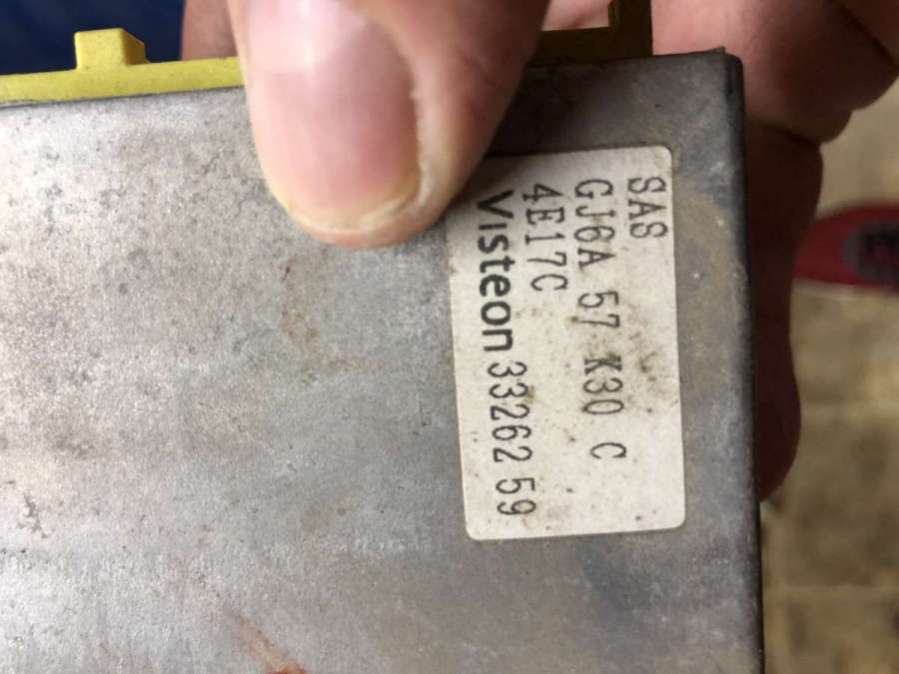 SAS
GJ6A 57 K30 C
4E17C
Visteon 33262 59